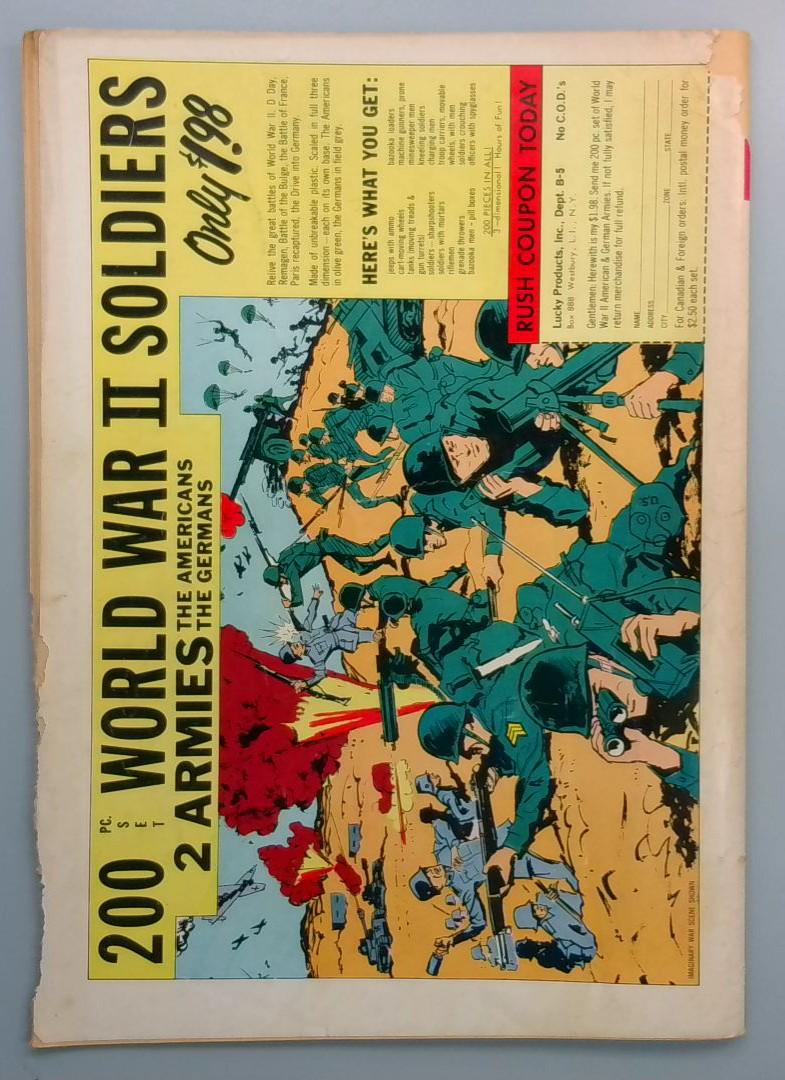 200 PC. SET WORLD WAR II SOLDIERS
2 ARMIES THE AMERICANS
THE GERMANS
Only $1.98
Relive the great battles of World War II. D Day,
Remagen, Battle of the Bulge, the Battle of France,
Paris recaptured, the Drive into Germany.
Made of unbreakable plastic. Scaled in full three
dimension—each on its own base. The Americans
in olive green, the Germans in field grey.
HERE'S WHAT YOU GET:
jeeps with ammo
cart-moving wheels
tanks (moving treads &
gun turrets)
soldiers—sharpshooters
soldiers with mortars
riflemen
grenade throwers
bazooka men - pill boxes
bazooka loaders
machine gunners, prone
minesweeper men
kneeling soldiers
charging men
troop carriers, movable
wheels with men
soldiers crouching
officers with spyglasses
200 PIECES IN ALL!
3-dimensional! Hours of Fun!
RUSH COUPON TODAY
Lucky Products, Inc., Dept. B-5 No C.O.D.'s
Box 888 Westbury, L.I., N.Y.
Gentlemen: Herewith is my $1.98. Send me 200 pc. set of World
War II American & German Armies. If not fully satisfied, I may
return merchandise for full refund.
NAME
ADDRESS
CITY ZONE STATE
For Canadian & Foreign orders: Intl. postal money order for
$2.50 each set.
IMAGINARY WAR SCENE SHOWN